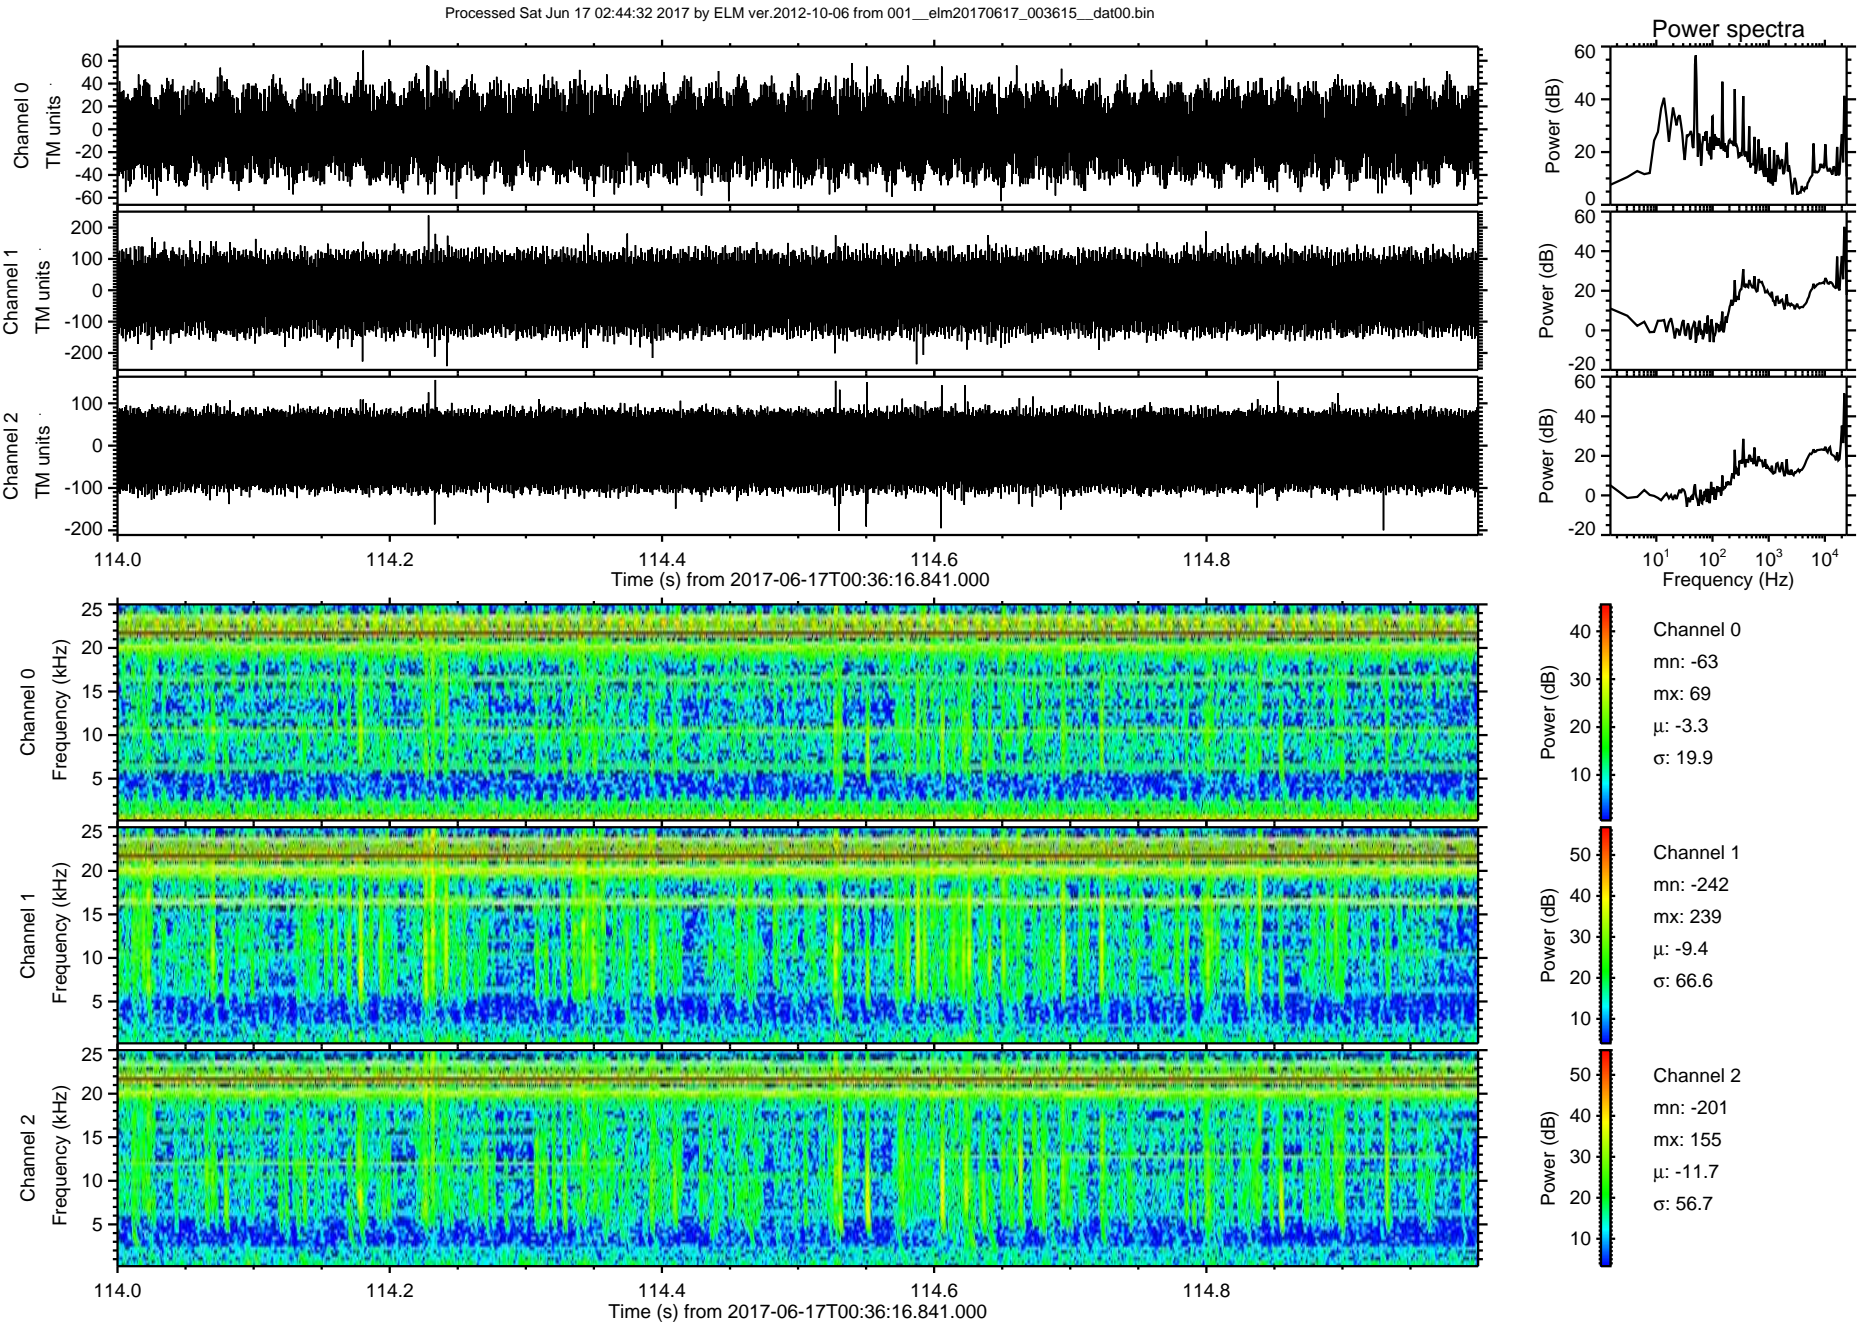 Processed Sat Jun 17 02:44:32 2017 by ELM ver.2012-10-06 from 001__elm20170617_003615__dat00.bin
Power spectra
Channel 0
TM units
60
40
20
0
-20
-40
-60
Power (dB)
60
40
20
0
Channel 1
TM units
200
100
0
-100
-200
Power (dB)
60
40
20
0
-20
Channel 2
TM units
100
0
-100
-200
Power (dB)
60
40
20
0
-20
114.0 114.2 114.4 114.6 114.8
Time (s) from 2017-06-17T00:36:16.841.000
10¹ 10² 10³ 10⁴
Frequency (Hz)
Channel 0
Frequency (kHz)
25
20
15
10
5
Power (dB)
40
30
20
10
Channel 0
mn: -63
mx: 69
μ: -3.3
σ: 19.9
Channel 1
Frequency (kHz)
25
20
15
10
5
Power (dB)
50
40
30
20
10
Channel 1
mn: -242
mx: 239
μ: -9.4
σ: 66.6
Channel 2
Frequency (kHz)
25
20
15
10
5
Power (dB)
50
40
30
20
10
Channel 2
mn: -201
mx: 155
μ: -11.7
σ: 56.7
114.0 114.2 114.4 114.6 114.8
Time (s) from 2017-06-17T00:36:16.841.000